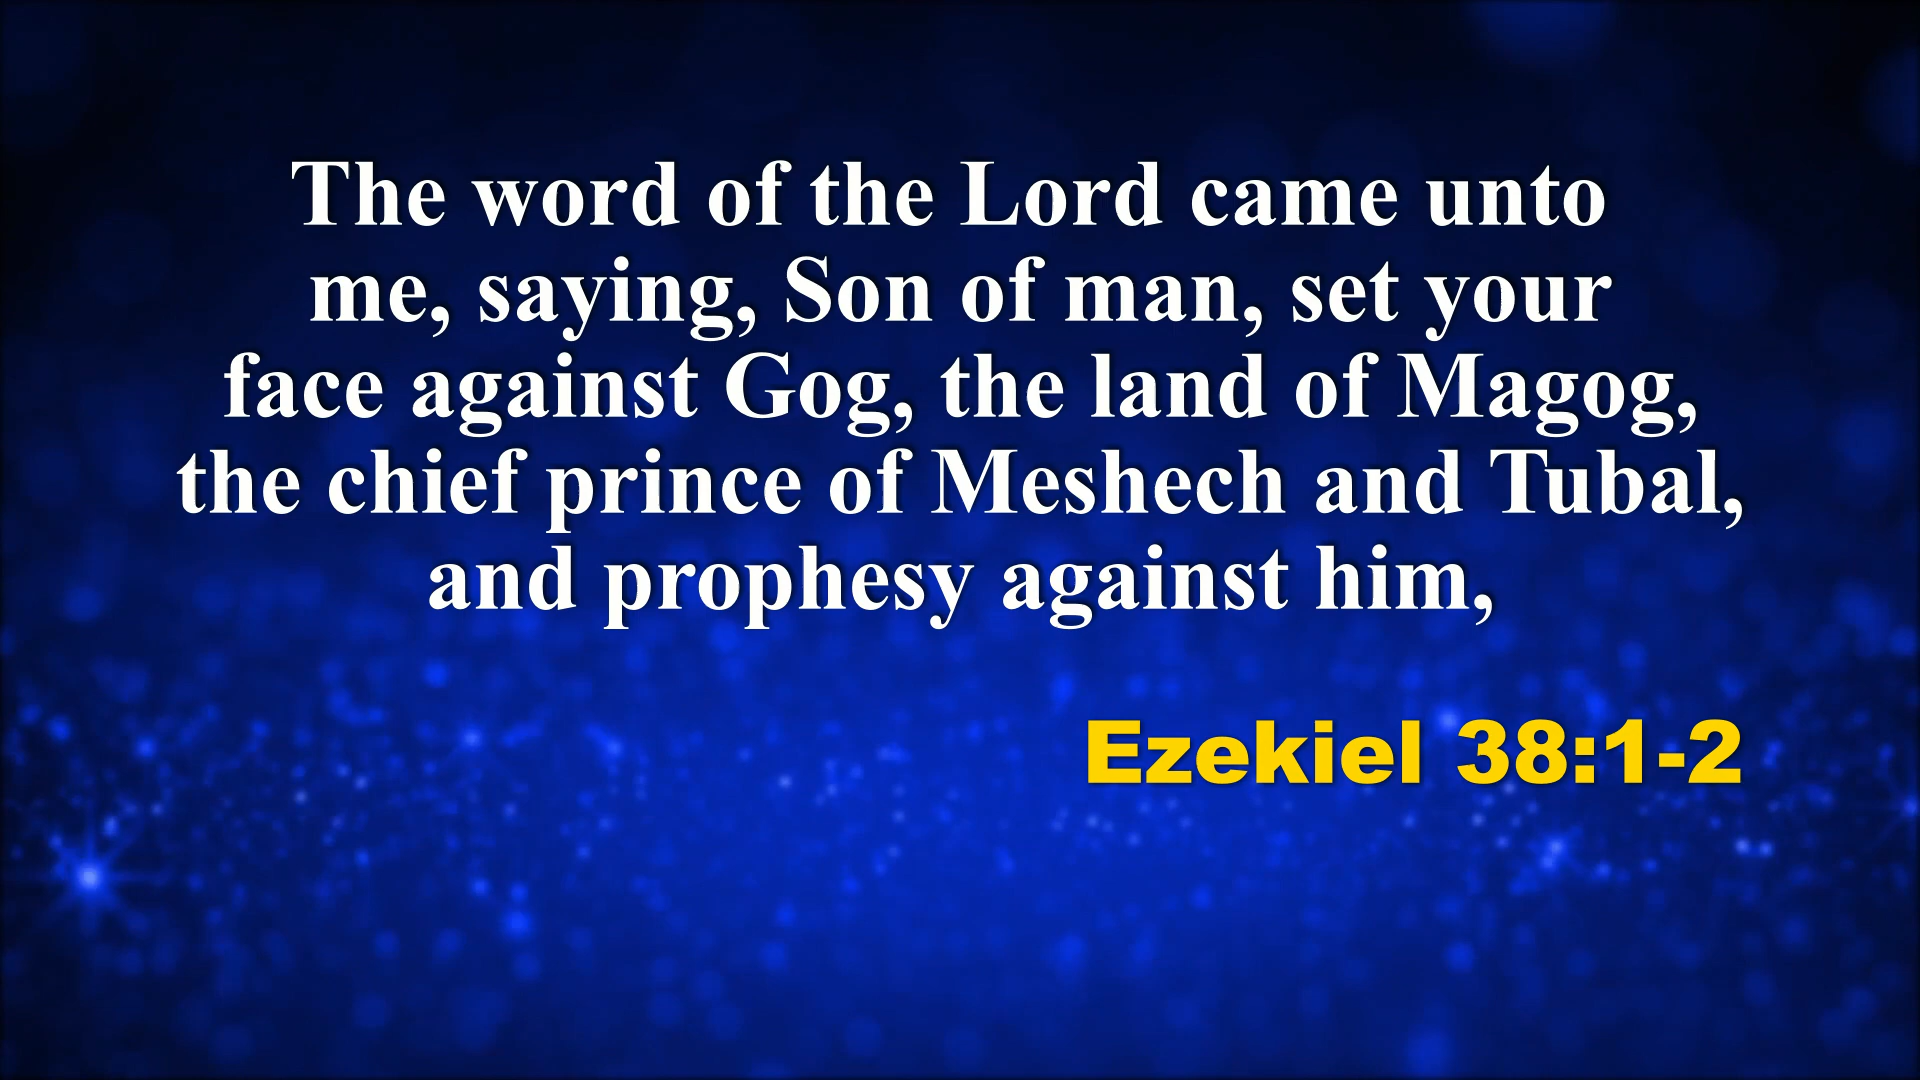 The word of the Lord came unto
me, saying, Son of man, set your
face against Gog, the land of Magog,
the chief prince of Meshech and Tubal,
and prophesy against him,
Ezekiel 38:1-2